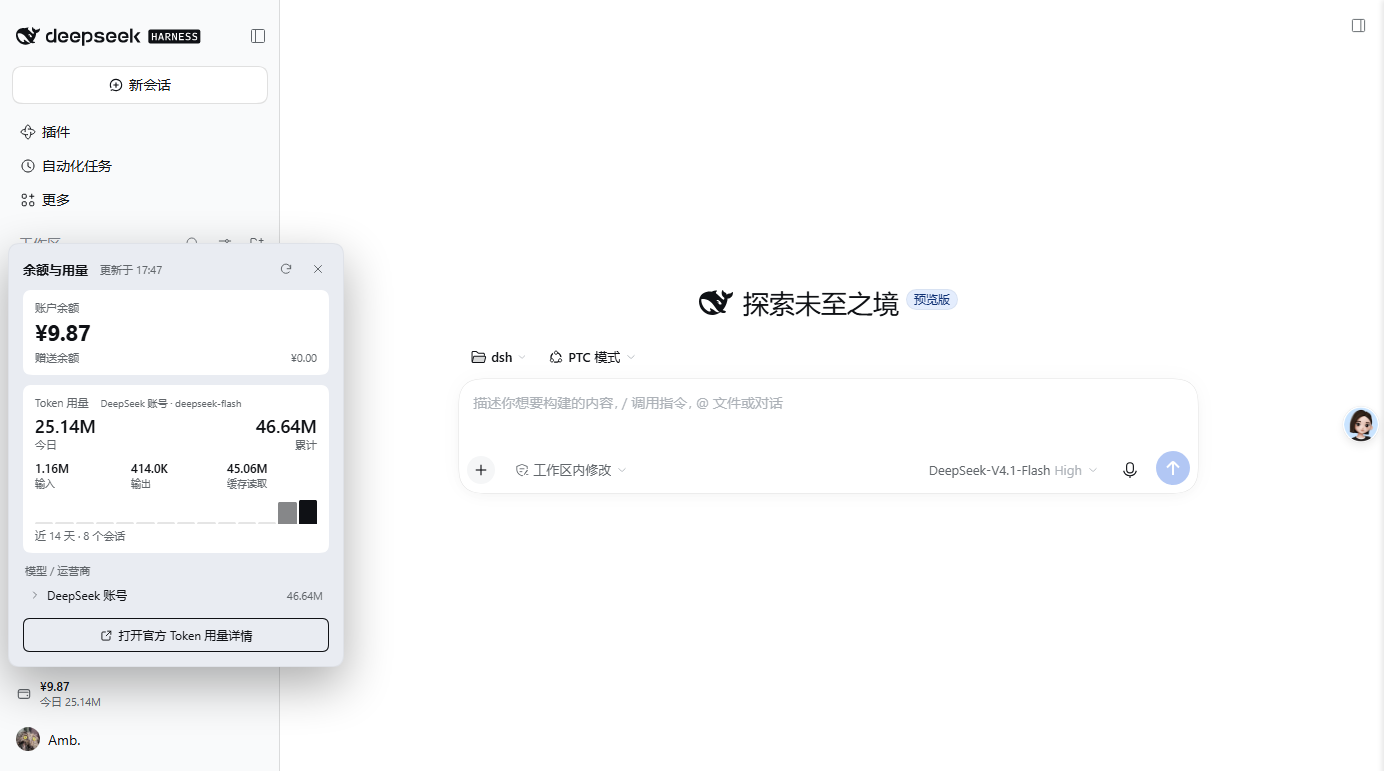 deepseek HARNESS
新会话
插件
自动化任务
更多
工作区
余额与用量 更新于 17:47
账户余额
¥9.87
赠送余额 ¥0.00
Token 用量 DeepSeek 账号 · deepseek-flash
25.14M 46.64M
今日 累计
1.16M 414.0K 45.06M
输入 输出 缓存读取
近 14 天 · 8 个会话
模型 / 运营商
DeepSeek 账号 46.64M
打开官方 Token 用量详情
¥9.87
今日 25.14M
Amb.
探索未至之境 预览版
dsh PTC 模式
描述你想要构建的内容, / 调用指令, @ 文件或对话
工作区内修改 DeepSeek-V4.1-Flash High